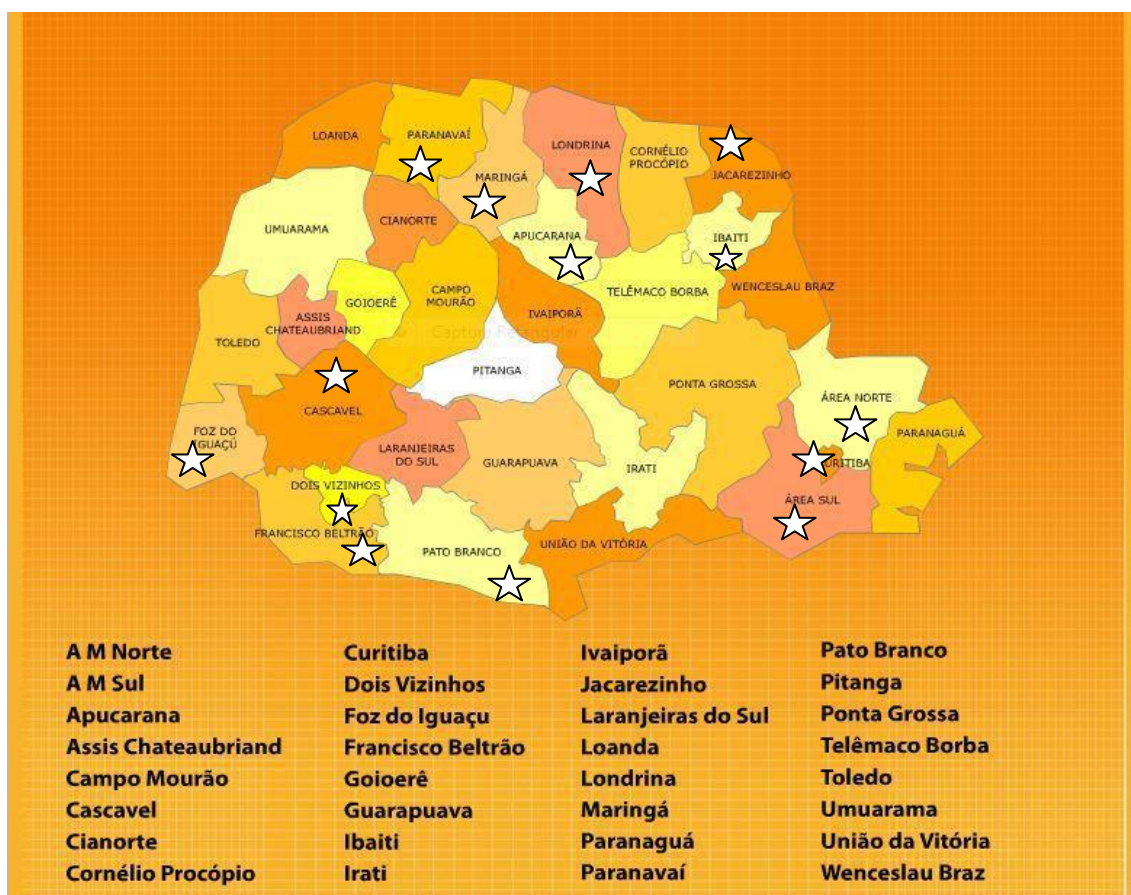 LOANDA
PARANAVAÍ
MARINGÁ
LONDRINA
CORNÉLIO
PROCÓPIO
JACAREZINHO
UMUARAMA
CIANORTE
APUCARANA
IBAITI
CAMPO
MOURÃO
GOIOERÊ
TELÊMACO BORBA
WENCESLAU BRAZ
ASSIS
CHATEAUBRIAND
IVAIPORÃ
TOLEDO
Captura Retangular
PITANGA
PONTA GROSSA
ÁREA NORTE
CASCAVEL
FOZ DO
IGUAÇÚ
LARANJEIRAS
DO SUL
GUARAPUAVA
IRATI
CURITIBA
PARANAGUÁ
DOIS VIZINHOS
ÁREA SUL
FRANCISCO BELTRÃO
PATO BRANCO
UNIÃO DA VITÓRIA
A M Norte
A M Sul
Apucarana
Assis Chateaubriand
Campo Mourão
Cascavel
Cianorte
Cornélio Procópio
Curitiba
Dois Vizinhos
Foz do Iguaçu
Francisco Beltrão
Goioerê
Guarapuava
Ibaiti
Irati
Ivaiporã
Jacarezinho
Laranjeiras do Sul
Loanda
Londrina
Maringá
Paranaguá
Paranavaí
Pato Branco
Pitanga
Ponta Grossa
Telêmaco Borba
Toledo
Umuarama
União da Vitória
Wenceslau Braz